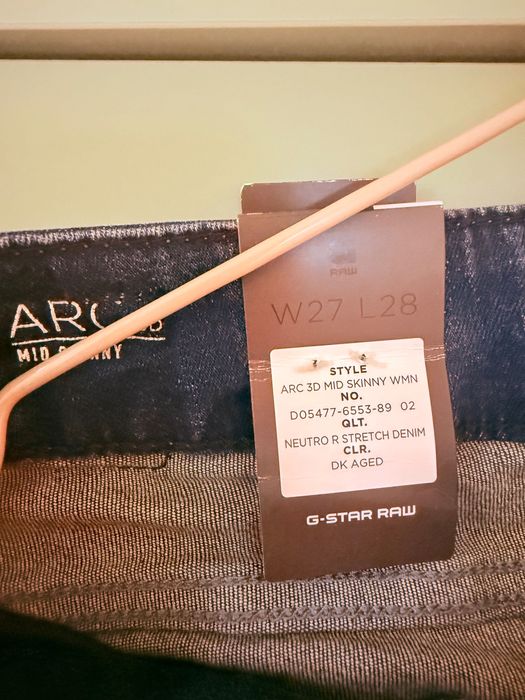 ARC
MID SKINNY
RAW
W27 L28
STYLE
ARC 3D MID SKINNY WMN
NO.
D05477-6553-89 02
QLT.
NEUTRO R STRETCH DENIM
CLR.
DK AGED
G-STAR RAW